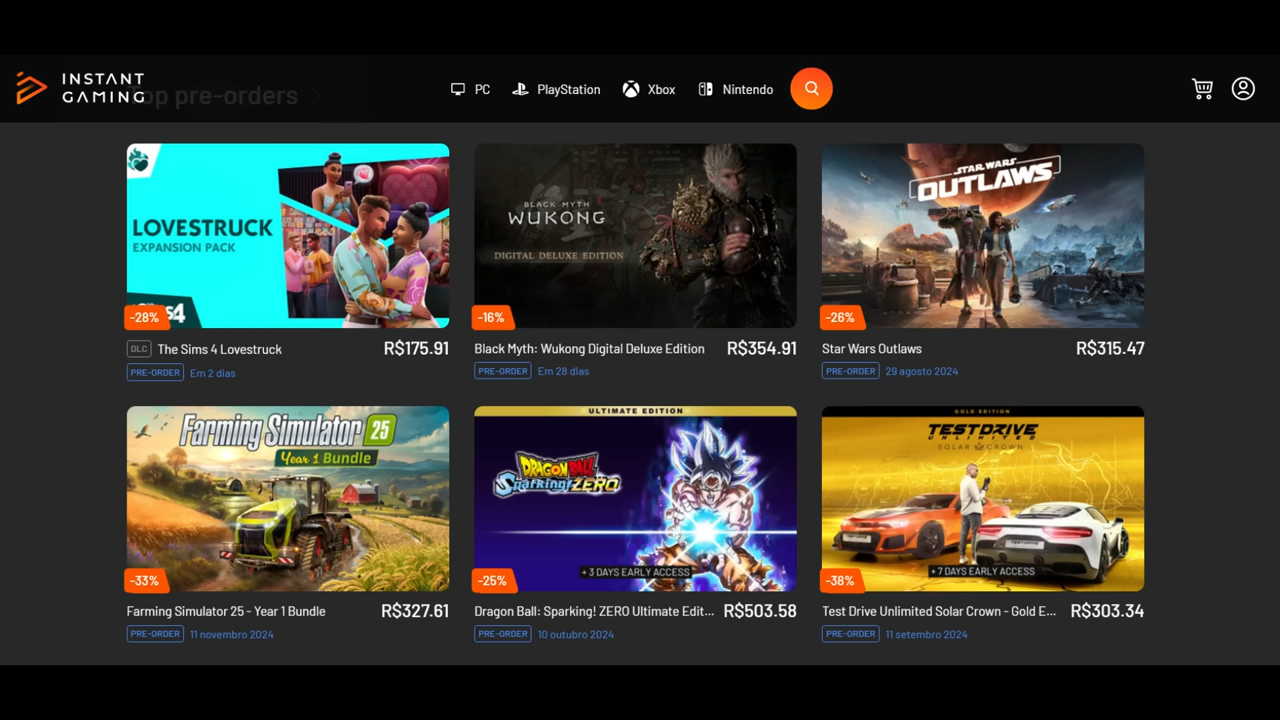 INSTANT
GAMING
Top pre-orders
PC
PlayStation
Xbox
Nintendo
LOVESTRUCK
EXPANSION PACK
-28%
DLC The Sims 4 Lovestruck R$175.91
PRE-ORDER Em 2 dias
BLACK MYTH
WUKONG
DIGITAL DELUXE EDITION
-16%
Black Myth: Wukong Digital Deluxe Edition R$354.91
PRE-ORDER Em 28 dias
STAR WARS
OUTLAWS
-26%
Star Wars Outlaws R$315.47
PRE-ORDER 29 agosto 2024
Farming Simulator 25
Year 1 Bundle
-33%
Farming Simulator 25 - Year 1 Bundle R$327.61
PRE-ORDER 11 novembro 2024
ULTIMATE EDITION
DRAGON BALL
Sparking! ZERO
+ 3 DAYS EARLY ACCESS
-25%
Dragon Ball: Sparking! ZERO Ultimate Edit... R$503.58
PRE-ORDER 10 outubro 2024
GOLD EDITION
TEST DRIVE
UNLIMITED
SOLAR CROWN
+ 7 DAYS EARLY ACCESS
-38%
Test Drive Unlimited Solar Crown - Gold E... R$303.34
PRE-ORDER 11 setembro 2024